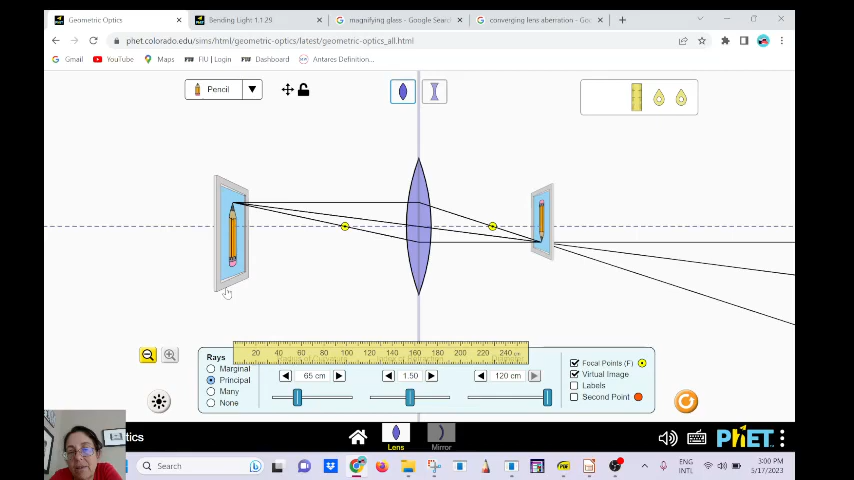 Geometric Optics
Bending Light 1.1.29
magnifying glass - Google Sear
converging lens aberration - Go
phet.colorado.edu/sims/html/geometric-optics/latest/geometric-optics_all.html
Gmail YouTube Maps FIU | Login Dashboard Antares Definition...
Pencil
20 40 60 80 100 120 140 160 180 200 220 240 cm
Rays
Marginal
Principal
Many
None
65 cm
1.50
120 cm
Focal Points (F)
Virtual Image
Labels
Second Point
tics
Lens
Mirror
PhET
Search
ENG
INTL
3:00 PM
5/17/2023